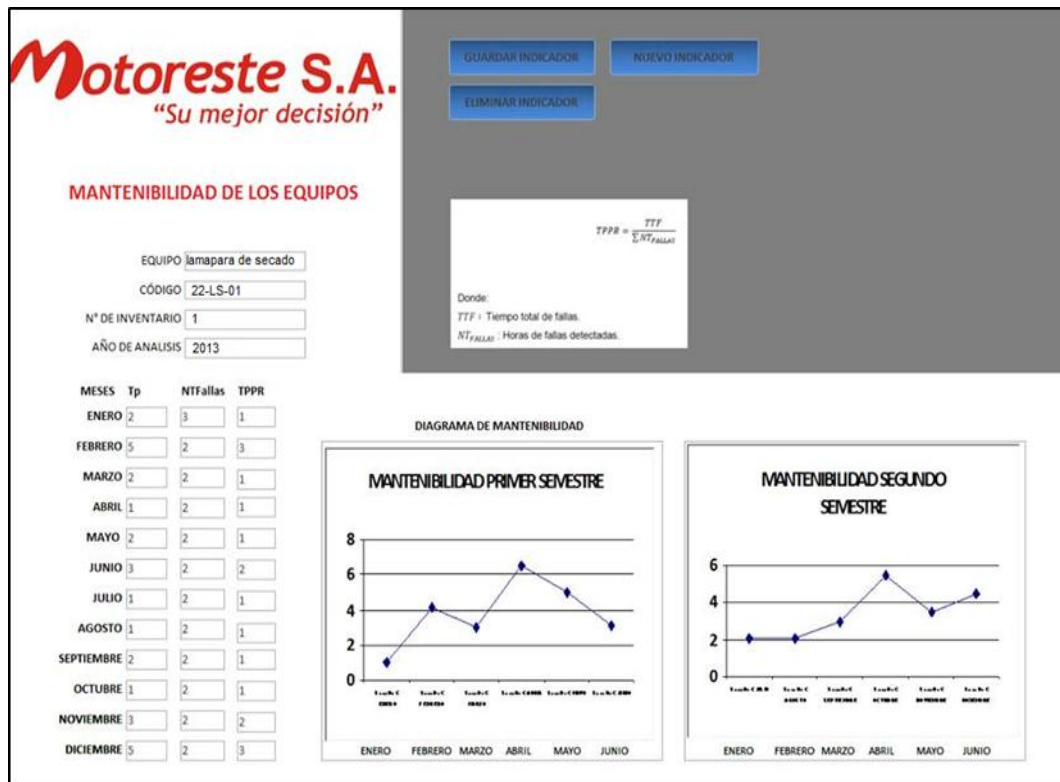 Motoreste S.A.
“Su mejor decisión”
GUARDAR INDICADOR
NUEVO INDICADOR
ELIMINAR INDICADOR
MANTENIBILIDAD DE LOS EQUIPOS
TPPR = TTF / ∑NT FALLAS
Donde:
TTF : Tiempo total de fallas.
NT FALLAS : Horas de fallas detectadas.
EQUIPO lamapara de secado
CÓDIGO 22-LS-01
N° DE INVENTARIO 1
AÑO DE ANALISIS 2013
MESES Tp NTFallas TPPR
ENERO 2 3 1
FEBRERO 5 2 3
MARZO 2 2 1
ABRIL 1 2 1
MAYO 2 2 1
JUNIO 3 2 2
JULIO 1 2 1
AGOSTO 1 2 1
SEPTIEMBRE 2 2 1
OCTUBRE 1 2 1
NOVIEMBRE 3 2 2
DICIEMBRE 5 2 3
DIAGRAMA DE MANTENIBILIDAD
MANTENIBILIDAD PRIMER SEMESTRE
8
6
4
2
0
ENERO FEBRERO MARZO ABRIL MAYO JUNIO
MANTENIBILIDAD SEGUNDO
SEMESTRE
6
4
2
0
ENERO FEBRERO MARZO ABRIL MAYO JUNIO